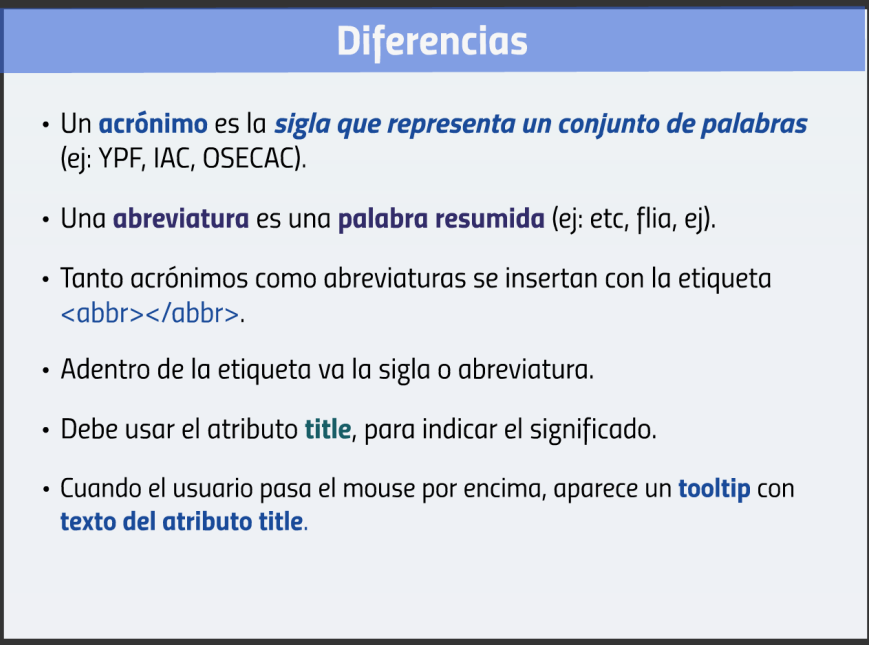 Diferencias
• Un acrónimo es la sigla que representa un conjunto de palabras
(ej: YPF, IAC, OSECAC).
• Una abreviatura es una palabra resumida (ej: etc, flia, ej).
• Tanto acrónimos como abreviaturas se insertan con la etiqueta
<abbr></abbr>.
• Adentro de la etiqueta va la sigla o abreviatura.
• Debe usar el atributo title, para indicar el significado.
• Cuando el usuario pasa el mouse por encima, aparece un tooltip con
texto del atributo title.